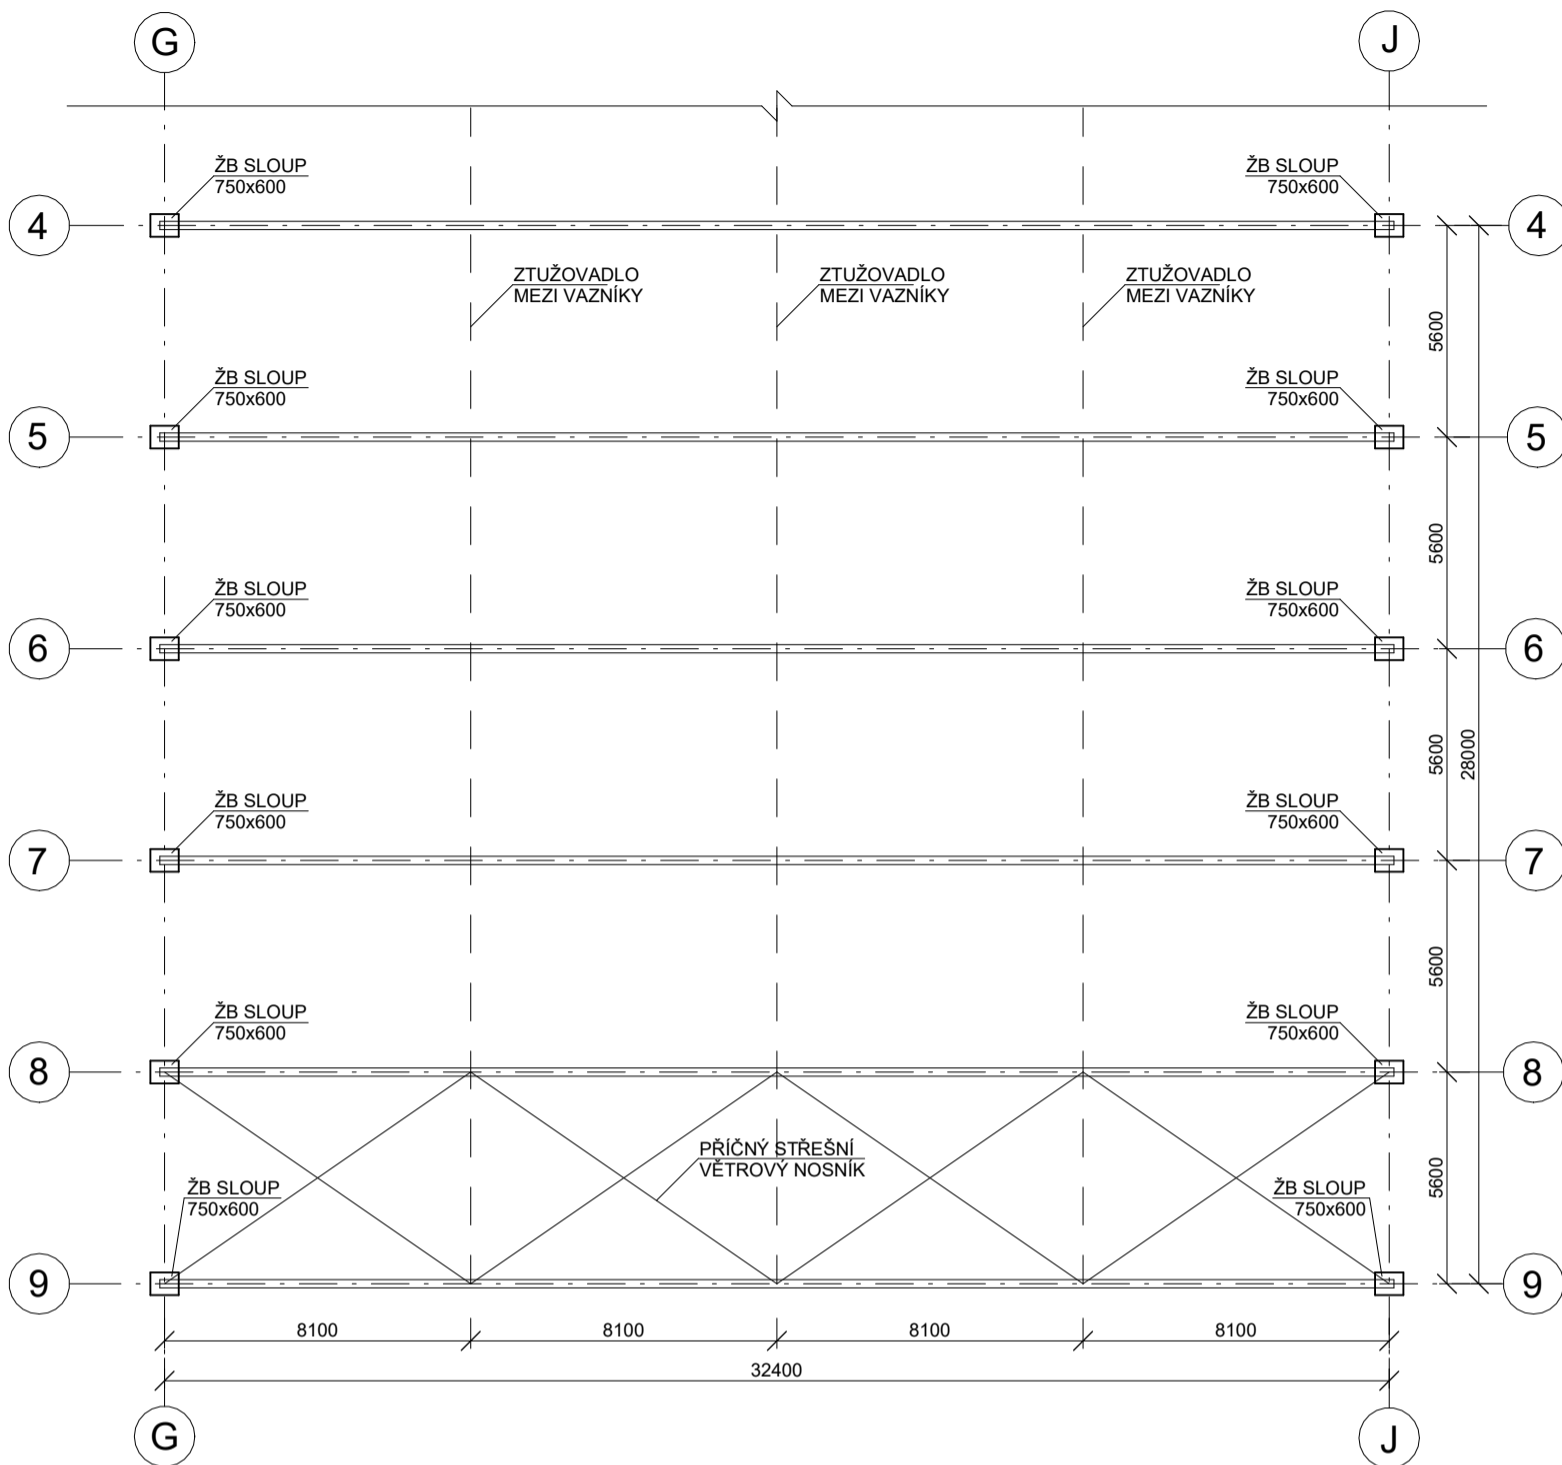 G
J
ŽB SLOUP
750x600
ŽB SLOUP
750x600
4
4
ZTUŽOVADLO
MEZI VAZNÍKY
ZTUŽOVADLO
MEZI VAZNÍKY
ZTUŽOVADLO
MEZI VAZNÍKY
5600
ŽB SLOUP
750x600
ŽB SLOUP
750x600
5
5
5600
ŽB SLOUP
750x600
ŽB SLOUP
750x600
6
6
5600
28000
ŽB SLOUP
750x600
ŽB SLOUP
750x600
7
7
5600
ŽB SLOUP
750x600
ŽB SLOUP
750x600
8
8
PŘÍČNÝ STŘEŠNÍ
VĚTROVÝ NOSNÍK
5600
ŽB SLOUP
750x600
ŽB SLOUP
750x600
9
9
8100
8100
8100
8100
32400
G
J